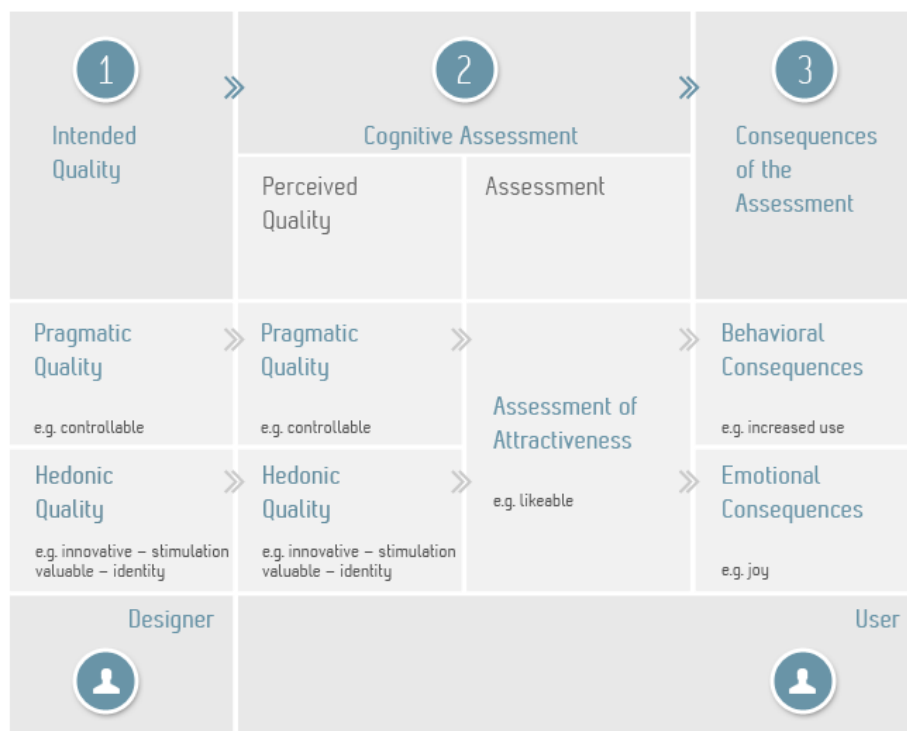 1
Intended
Quality
2
Cognitive Assessment
3
Consequences
of the
Assessment
Perceived
Quality
Assessment
Pragmatic
Quality
e.g. controllable
Pragmatic
Quality
e.g. controllable
Assessment of
Attractiveness
e.g. likeable
Behavioral
Consequences
e.g. increased use
Hedonic
Quality
e.g. innovative – stimulation
valuable – identity
Hedonic
Quality
e.g. innovative – stimulation
valuable – identity
Emotional
Consequences
e.g. joy
Designer
User